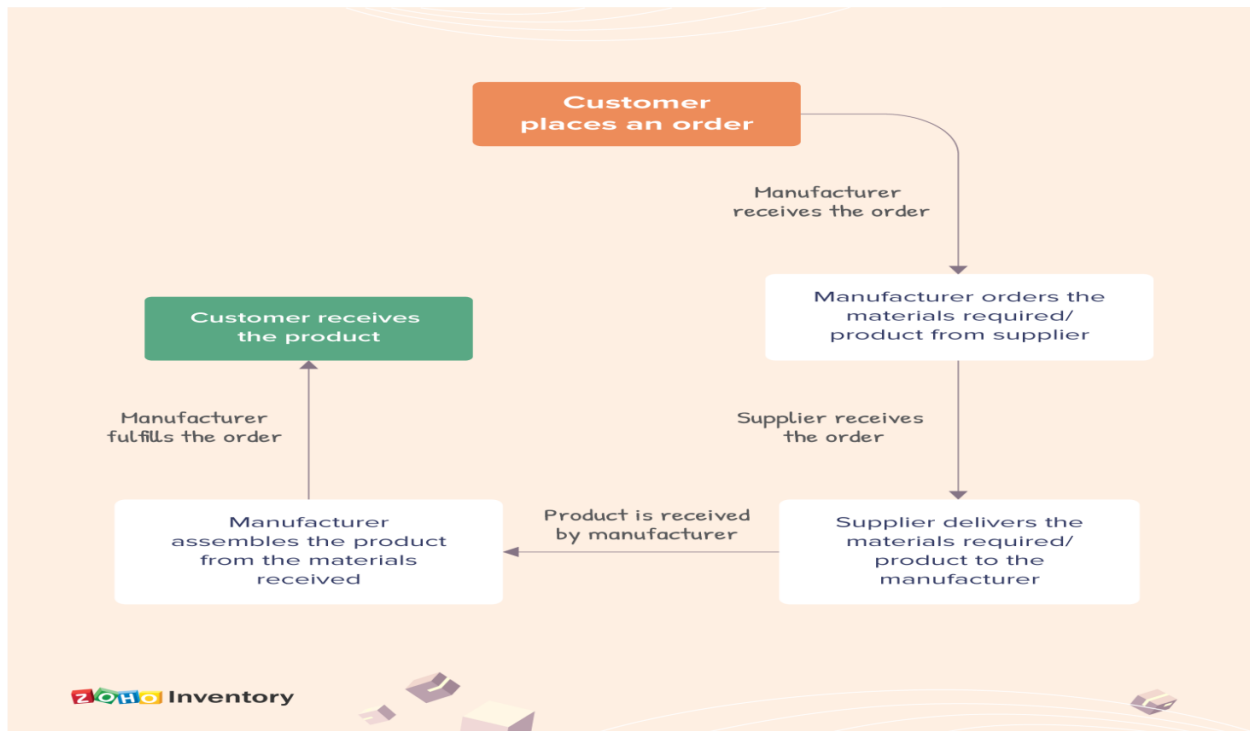 Customer
places an order
Manufacturer
receives the order
Manufacturer orders the
materials required/
product from supplier
Supplier receives
the order
Supplier delivers the
materials required/
product to the
manufacturer
Product is received
by manufacturer
Manufacturer
assembles the product
from the materials
received
Manufacturer
fulfills the order
Customer receives
the product
ZOHO Inventory